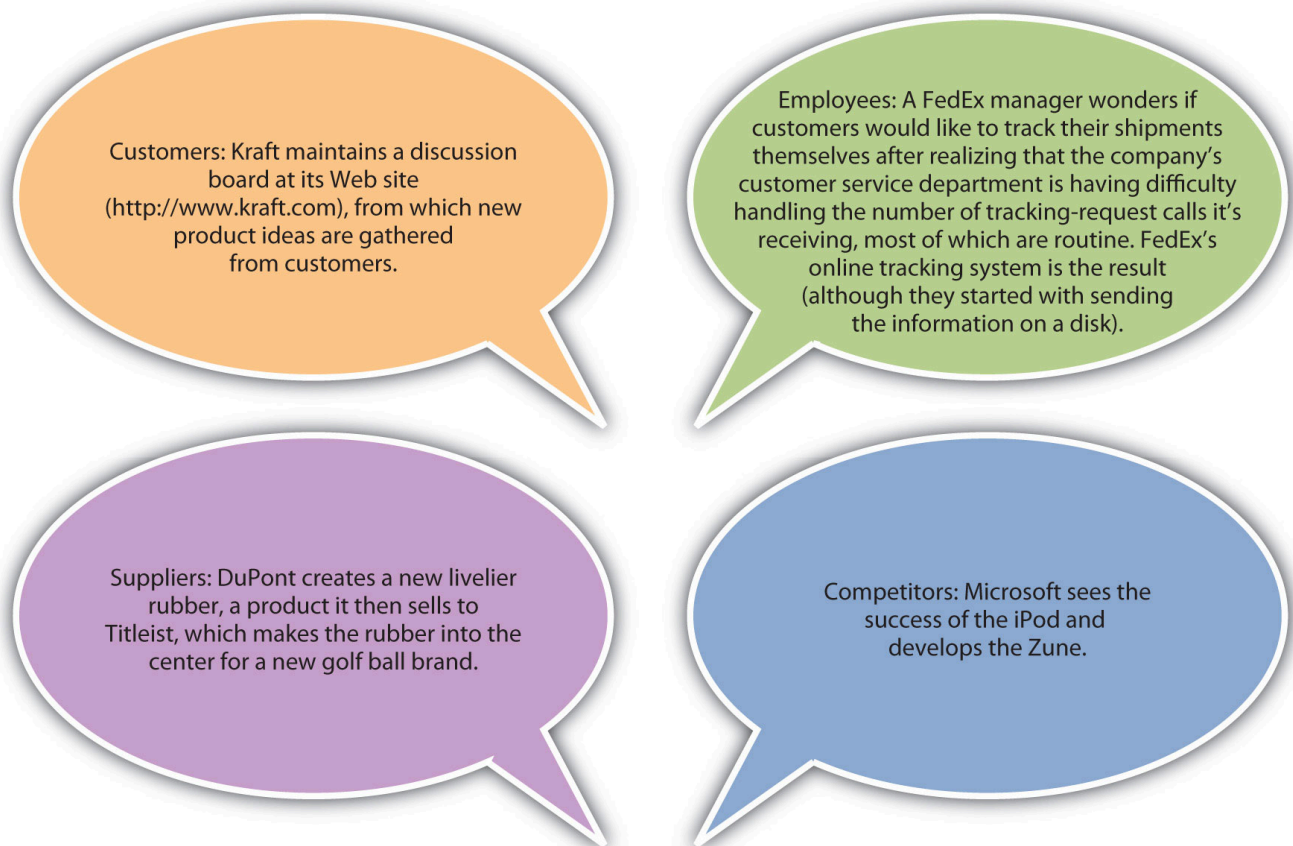 Customers: Kraft maintains a discussion
board at its Web site
(http://www.kraft.com), from which new
product ideas are gathered
from customers.
Employees: A FedEx manager wonders if
customers would like to track their shipments
themselves after realizing that the company’s
customer service department is having difficulty
handling the number of tracking-request calls it’s
receiving, most of which are routine. FedEx’s
online tracking system is the result
(although they started with sending
the information on a disk).
Suppliers: DuPont creates a new livelier
rubber, a product it then sells to
Titleist, which makes the rubber into the
center for a new golf ball brand.
Competitors: Microsoft sees the
success of the iPod and
develops the Zune.